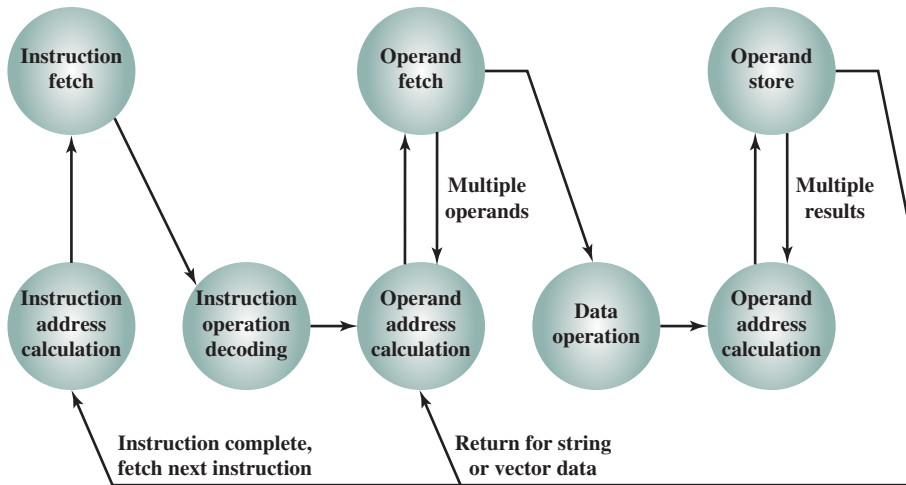 Instruction
fetch
Operand
fetch
Operand
store
Multiple
operands
Multiple
results
Instruction
address
calculation
Instruction
operation
decoding
Operand
address
calculation
Data
operation
Operand
address
calculation
Instruction complete,
fetch next instruction
Return for string
or vector data